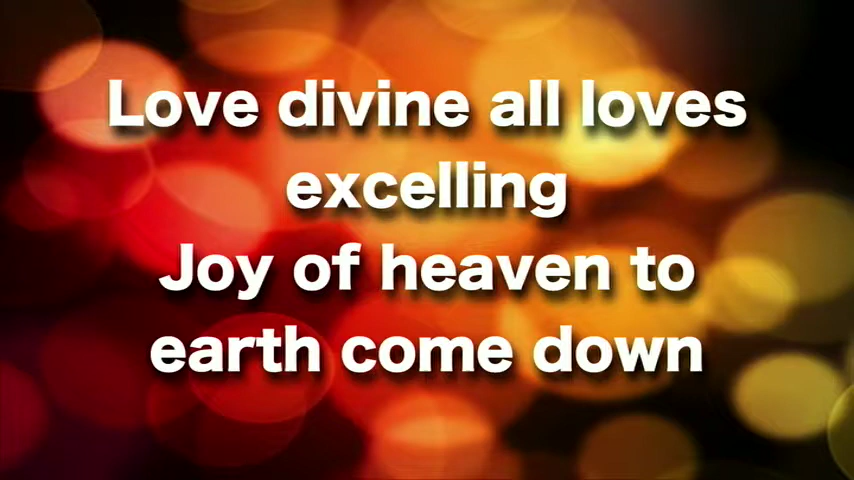 Love divine all loves
excelling
Joy of heaven to
earth come down